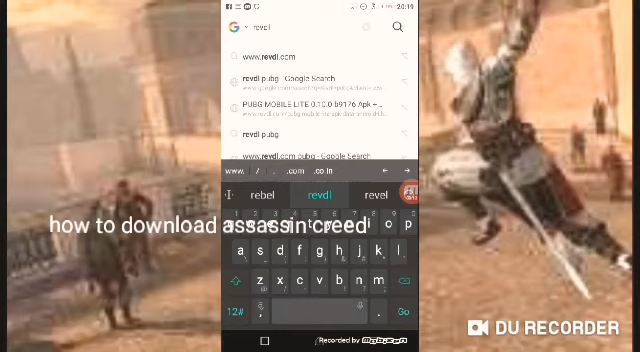 20:19
revdl
www.revdl.com
revdl pubg - Google Search
PUBG MOBILE LITE 0.10.0 b9176 Apk +...
revdl pubg
www.revdl.com pubg - Google Search
www. / . .com .co.in
rebel revdl revel
how to download assassin creed
o p
a s d f g h j k l
z x c v b n m
12# , . Go
Recorded by
DU RECORDER